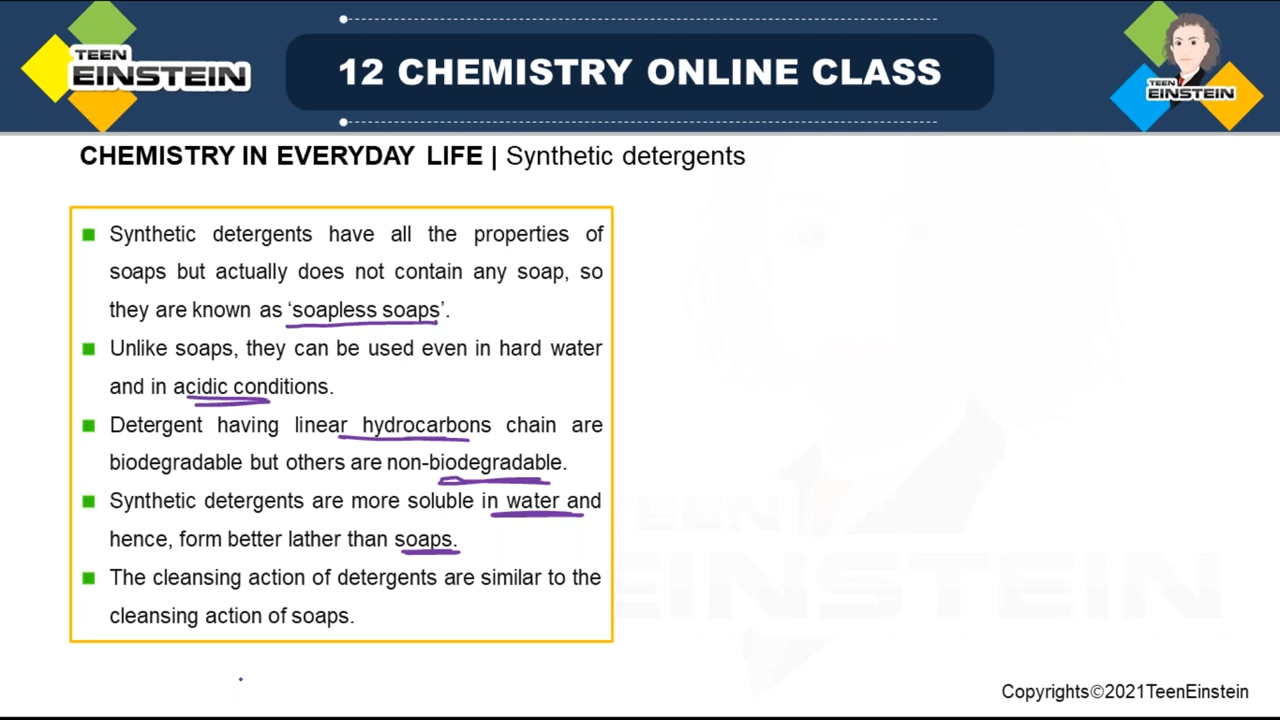 TEEN
EINSTEIN
12 CHEMISTRY ONLINE CLASS
TEEN
EINSTEIN
CHEMISTRY IN EVERYDAY LIFE | Synthetic detergents
Synthetic detergents have all the properties of
soaps but actually does not contain any soap, so
they are known as ‘soapless soaps’.
Unlike soaps, they can be used even in hard water
and in acidic conditions.
Detergent having linear hydrocarbons chain are
biodegradable but others are non-biodegradable.
Synthetic detergents are more soluble in water and
hence, form better lather than soaps.
The cleansing action of detergents are similar to the
cleansing action of soaps.
TEEN
EINSTEIN
Copyrights©2021TeenEinstein